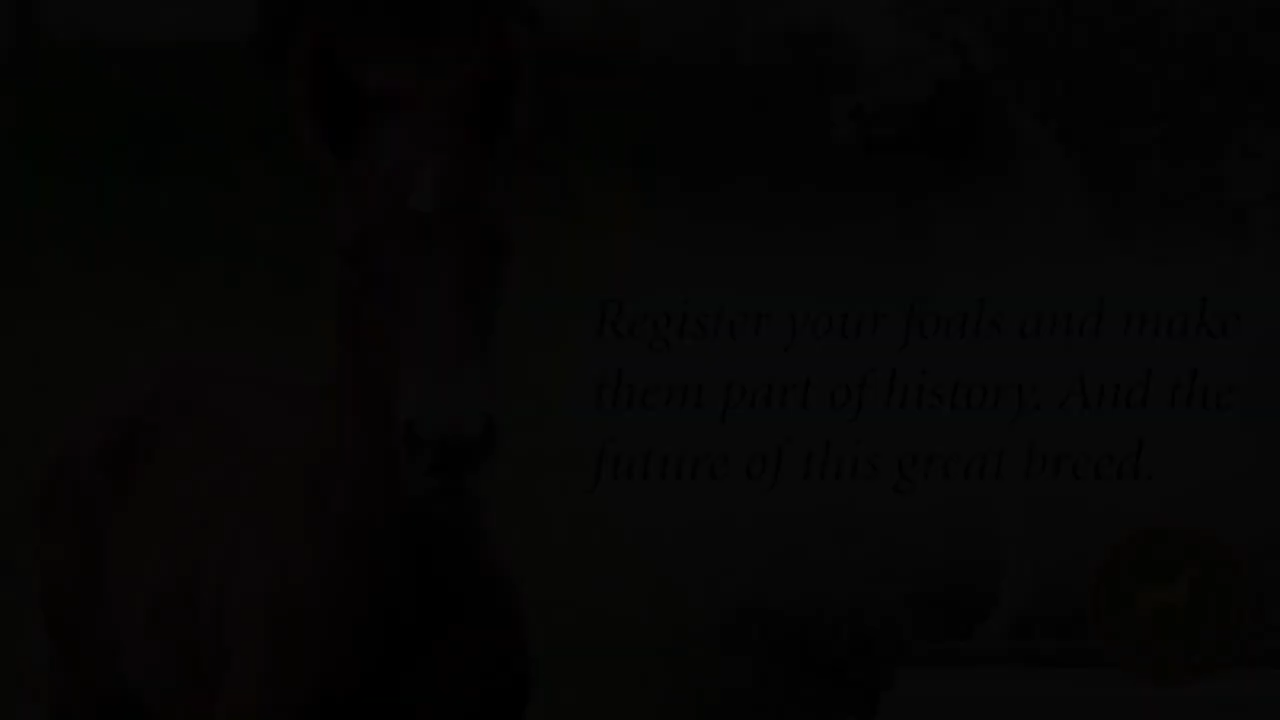 Register your foals and make
them part of history. And the
future of this great breed.